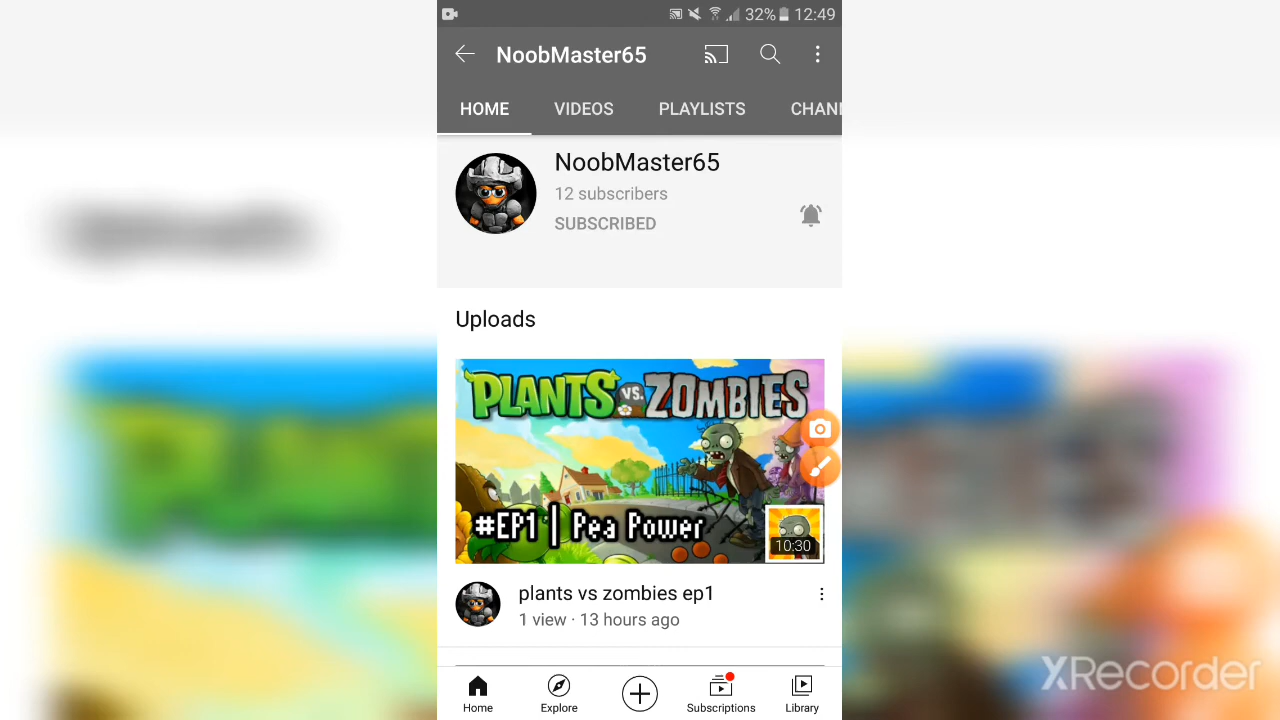 32% 12:49
NoobMaster65
HOME VIDEOS PLAYLISTS CHANI
NoobMaster65
12 subscribers
SUBSCRIBED
Uploads
PLANTS VS. ZOMBIES
#EP1 | Pea Power
10:30
plants vs zombies ep1
1 view · 13 hours ago
Home Explore Subscriptions Library
XRecorder